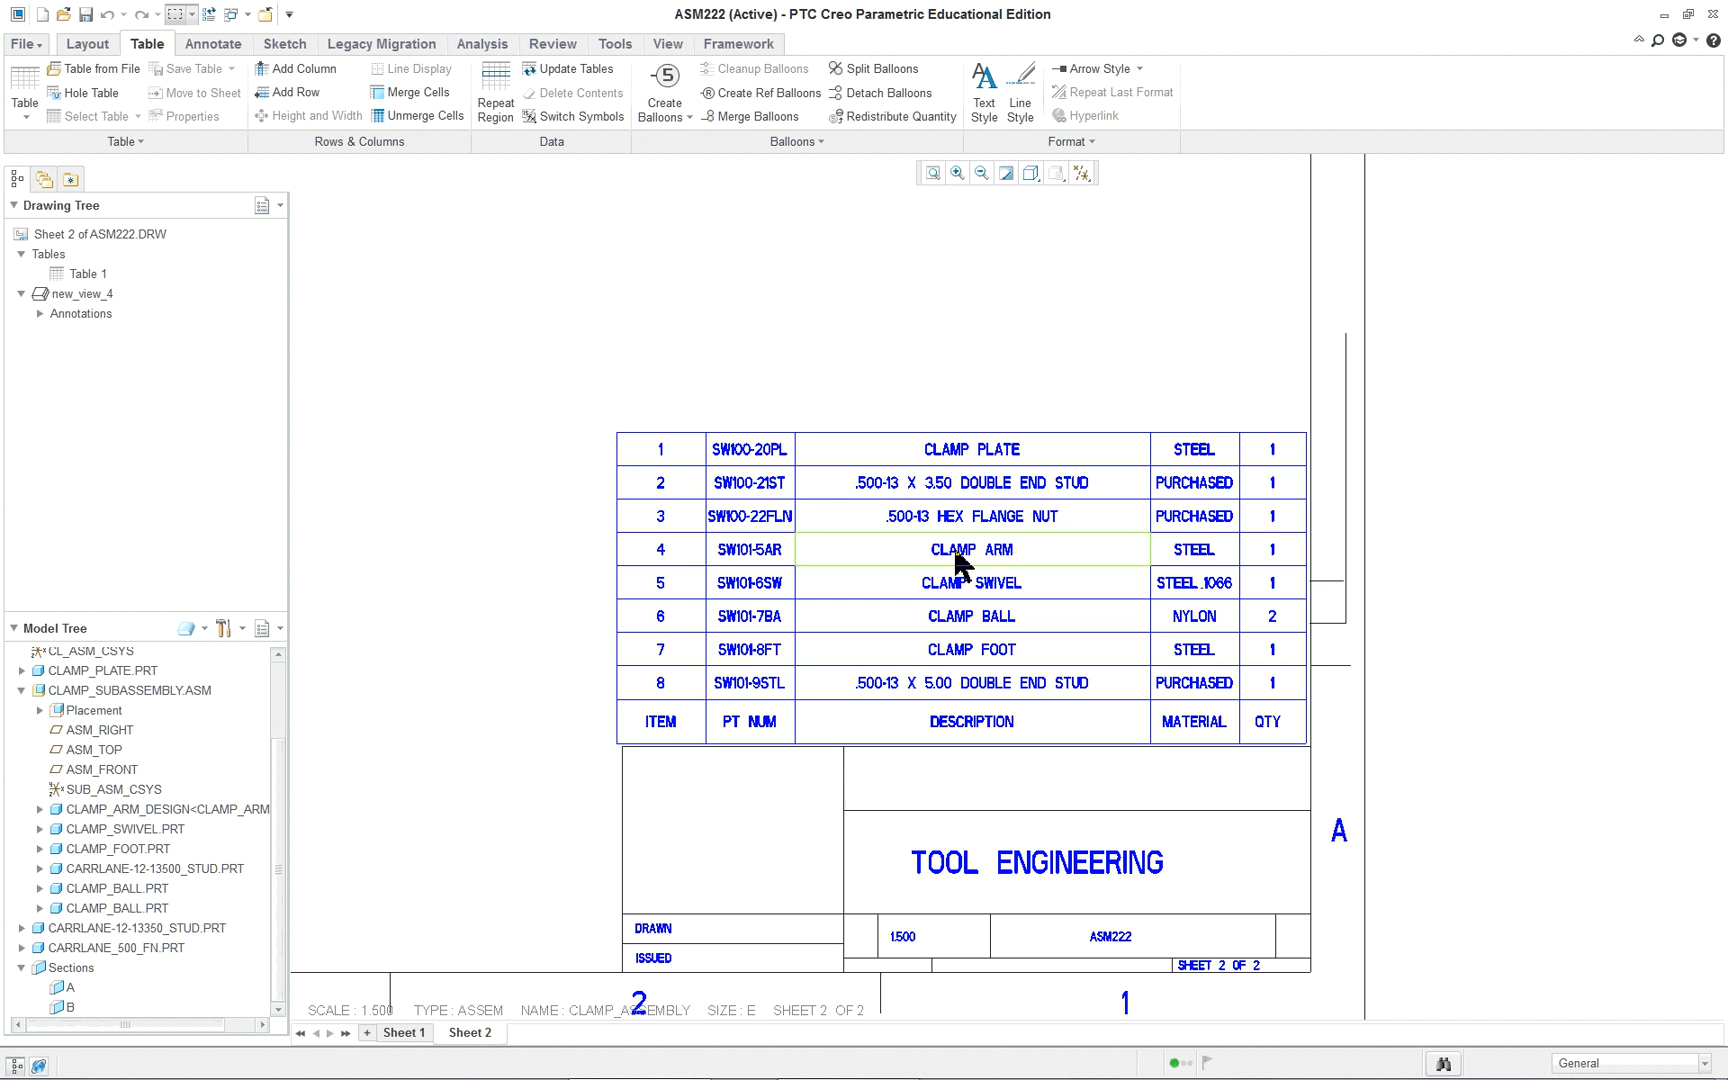 ASM222 (Active) - PTC Creo Parametric Educational Edition
File Layout Table Annotate Sketch Legacy Migration Analysis Review Tools View Framework
Table from File Save Table Add Column Line Display Update Tables Cleanup Balloons Split Balloons Arrow Style
Hole Table Move to Sheet Add Row Merge Cells Delete Contents Create Ref Balloons Detach Balloons Repeat Last Format
Table Select Table Properties Height and Width Unmerge Cells Repeat Region Switch Symbols 5 Create Balloons Merge Balloons Redistribute Quantity Text Style Line Style Hyperlink
Table Rows & Columns Data Balloons Format
Drawing Tree
Sheet 2 of ASM222.DRW
Tables
Table 1
new_view_4
Annotations
Model Tree
CL_ASM_CSYS
CLAMP_PLATE.PRT
CLAMP_SUBASSEMBLY.ASM
Placement
ASM_RIGHT
ASM_TOP
ASM_FRONT
SUB_ASM_CSYS
CLAMP_ARM_DESIGN<CLAMP_ARM
CLAMP_SWIVEL.PRT
CLAMP_FOOT.PRT
CARRLANE-12-13500_STUD.PRT
CLAMP_BALL.PRT
CLAMP_BALL.PRT
CARRLANE-12-13350_STUD.PRT
CARRLANE_500_FN.PRT
Sections
A
B
1 SW100-20PL CLAMP PLATE STEEL 1
2 SW100-21ST .500-13 X 3.50 DOUBLE END STUD PURCHASED 1
3 SW100-22FLN .500-13 HEX FLANGE NUT PURCHASED 1
4 SW101-5AR CLAMP ARM STEEL 1
5 SW101-6SW CLAMP SWIVEL STEEL .1066 1
6 SW101-7BA CLAMP BALL NYLON 2
7 SW101-8FT CLAMP FOOT STEEL 1
8 SW101-9STL .500-13 X 5.00 DOUBLE END STUD PURCHASED 1
ITEM PT NUM DESCRIPTION MATERIAL QTY
A
TOOL ENGINEERING
DRAWN
1.500 ASM222
ISSUED
SHEET 2 OF 2
2 1
SCALE : 1.500 TYPE : ASSEM NAME : CLAMP_ASSEMBLY SIZE : E SHEET 2 OF 2
Sheet 1 Sheet 2
General